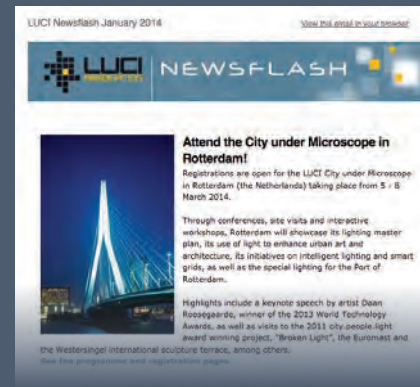 LUCI Newsflash January 2014
View this email in your browser
LUCI
ASSOCIATION
NEWSFLASH
Attend the City under Microscope in
Rotterdam!
Registrations are open for the LUCI City under Microscope
in Rotterdam (the Netherlands) taking place from 5 - 8
March 2014.
Through conferences, site visits and interactive
workshops, Rotterdam will showcase its lighting master
plan, its use of light to enhance urban art and
architecture, its initiatives on intelligent lighting and smart
grids, as well as the special lighting for the Port of
Rotterdam.
Highlights include a keynote speech by artist Daan
Roosegaarde, winner of the 2013 World Technology
Awards, as well as visits to the 2011 city.people.light
award winning project, "Broken Light", the Euromast and
the Westersingel international sculpture terrace, among others.
See the programme and registration pages